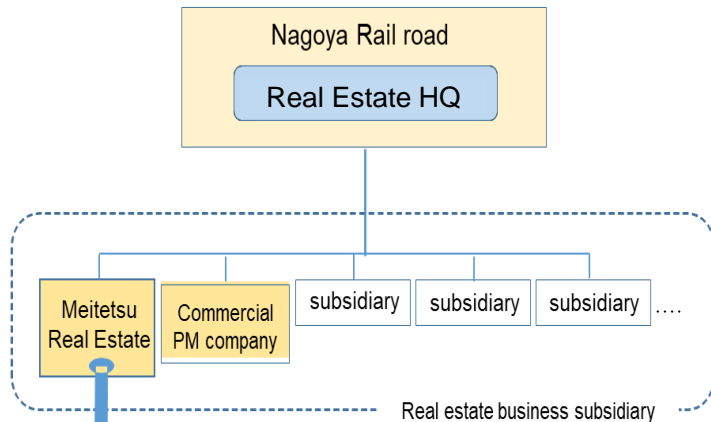 Nagoya Rail road
Real Estate HQ
Meitetsu
Real Estate
Commercial
PM company
subsidiary
subsidiary
subsidiary
....
Real estate business subsidiary